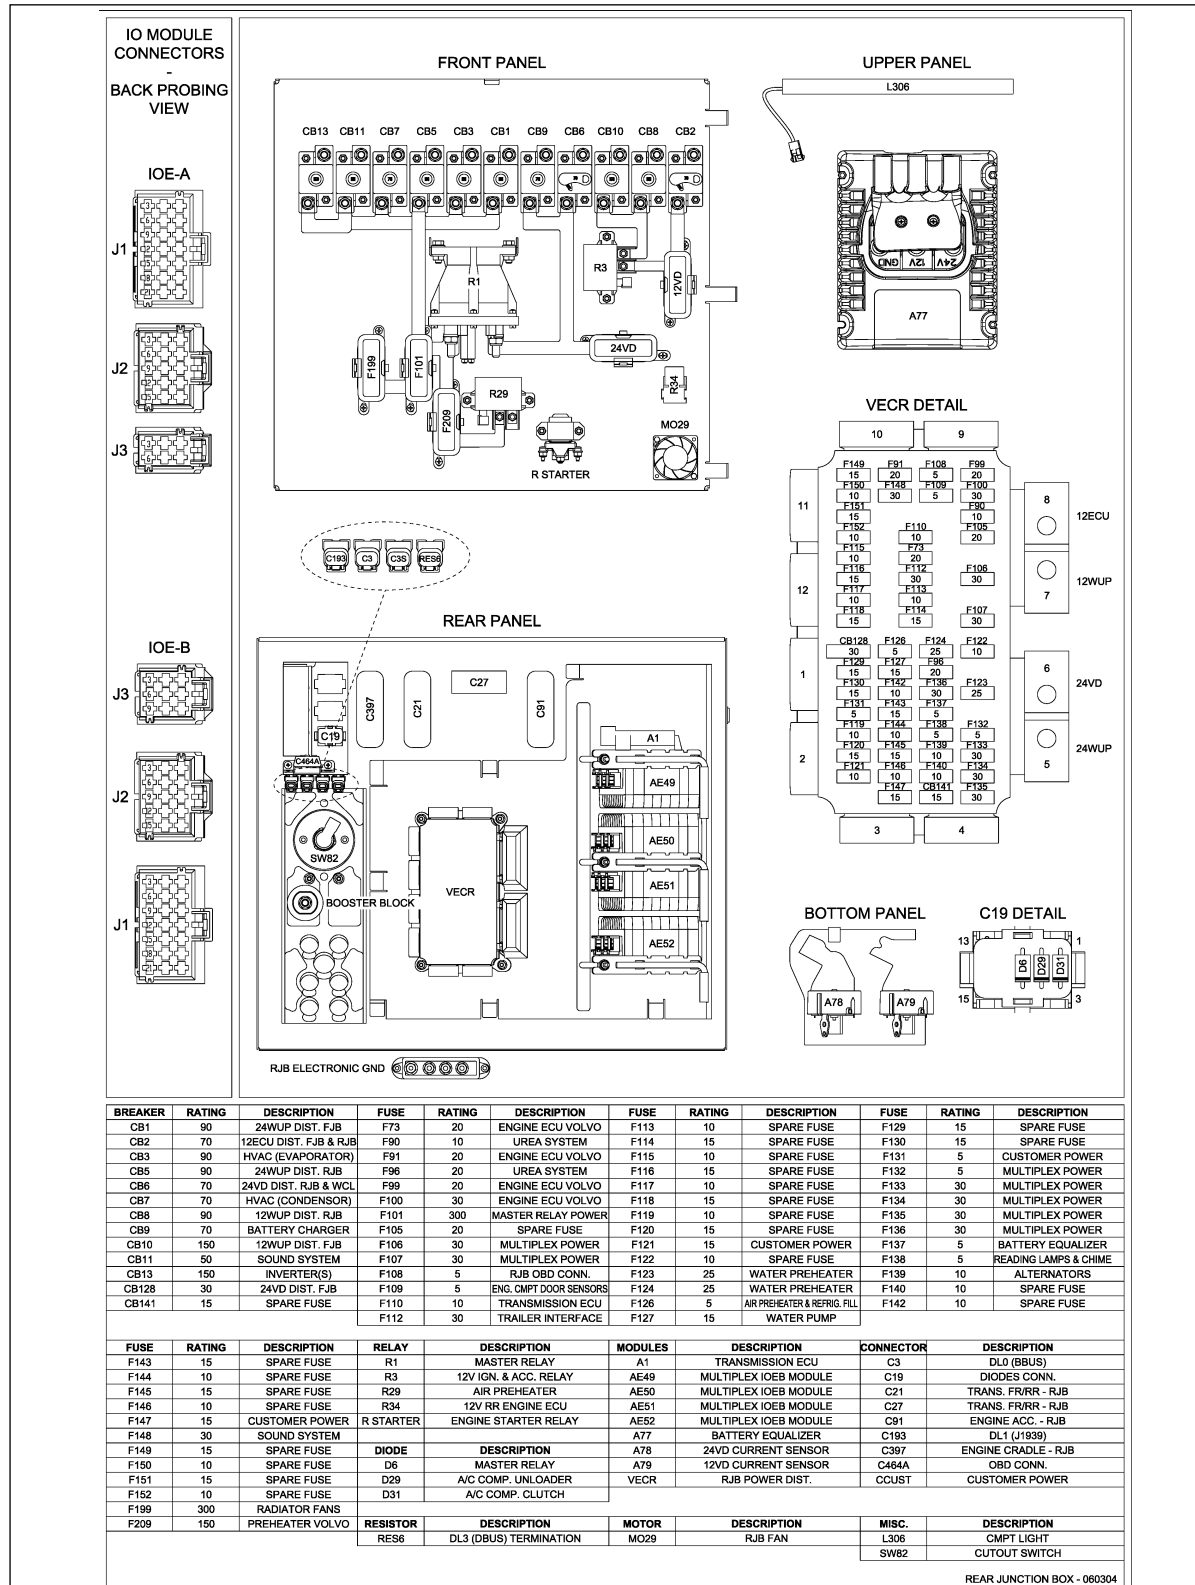 IO MODULE
CONNECTORS
-
BACK PROBING
VIEW
IOE-A
J1
J2
J3
IOE-B
J3
J2
J1
FRONT PANEL
CB13 CB11 CB7 CB5 CB3 CB1 CB9 CB6 CB10 CB8 CB2
R1
R3
12VD
24VD
F199
F101
F209
R29
R34
R STARTER
MO29
UPPER PANEL
L306
GND 12V 24V
A77
C193 C3 C3S RES6
REAR PANEL
C19
C464A
C397
C21
C27
C91
A1
AE49
AE50
AE51
AE52
SW82
BOOSTER BLOCK
VECR
RJB ELECTRONIC GND
VECR DETAIL
10 9
11
12
1
2
3 4
8
7
6
5
12ECU
12WUP
24VD
24WUP
F149 F91 F108 F99
15 20 5 20
F150 F148 F109 F100
10 30 5 30
F151 F90
15 10
F152 F110 F105
10 10 20
F115 F73
10 20
F116 F112 F106
15 30 30
F117 F113
10 10
F118 F114 F107
15 15 30
CB128 F126 F124 F122
30 5 25 10
F129 F127 F96
15 15 20
F130 F142 F136 F123
15 10 30 25
F131 F143 F137
5 15 5
F119 F144 F138 F132
10 10 5 5
F120 F145 F139 F133
15 15 10 30
F121 F146 F140 F134
10 10 10 30
F147 CB141 F135
15 15 30
BOTTOM PANEL
A78 A79
C19 DETAIL
13 1
D6 D29 D31
15 3
BREAKER RATING DESCRIPTION FUSE RATING DESCRIPTION FUSE RATING DESCRIPTION FUSE RATING DESCRIPTION
CB1 90 24WUP DIST. FJB F73 20 ENGINE ECU VOLVO F113 10 SPARE FUSE F129 15 SPARE FUSE
CB2 70 12ECU DIST. FJB & RJB F90 10 UREA SYSTEM F114 15 SPARE FUSE F130 15 SPARE FUSE
CB3 90 HVAC (EVAPORATOR) F91 20 ENGINE ECU VOLVO F115 10 SPARE FUSE F131 5 CUSTOMER POWER
CB5 90 24WUP DIST. RJB F96 20 UREA SYSTEM F116 15 SPARE FUSE F132 5 MULTIPLEX POWER
CB6 70 24VD DIST. RJB & WCL F99 20 ENGINE ECU VOLVO F117 10 SPARE FUSE F133 30 MULTIPLEX POWER
CB7 70 HVAC (CONDENSOR) F100 30 ENGINE ECU VOLVO F118 15 SPARE FUSE F134 30 MULTIPLEX POWER
CB8 90 12WUP DIST. RJB F101 300 MASTER RELAY POWER F119 10 SPARE FUSE F135 30 MULTIPLEX POWER
CB9 70 BATTERY CHARGER F105 20 SPARE FUSE F120 15 SPARE FUSE F136 30 MULTIPLEX POWER
CB10 150 12WUP DIST. FJB F106 30 MULTIPLEX POWER F121 15 CUSTOMER POWER F137 5 BATTERY EQUALIZER
CB11 50 SOUND SYSTEM F107 30 MULTIPLEX POWER F122 10 SPARE FUSE F138 5 READING LAMPS & CHIME
CB13 150 INVERTER(S) F108 5 RJB OBD CONN. F123 25 WATER PREHEATER F139 10 ALTERNATORS
CB128 30 24VD DIST. FJB F109 5 ENG. CMPT DOOR SENSORS F124 25 WATER PREHEATER F140 10 SPARE FUSE
CB141 15 SPARE FUSE F110 10 TRANSMISSION ECU F126 5 AIR PREHEATER & REFRIG. FILL F142 10 SPARE FUSE
F112 30 TRAILER INTERFACE F127 15 WATER PUMP
FUSE RATING DESCRIPTION RELAY DESCRIPTION MODULES DESCRIPTION CONNECTOR DESCRIPTION
F143 15 SPARE FUSE R1 MASTER RELAY A1 TRANSMISSION ECU C3 DL0 (BBUS)
F144 10 SPARE FUSE R3 12V IGN. & ACC. RELAY AE49 MULTIPLEX IOEB MODULE C19 DIODES CONN.
F145 15 SPARE FUSE R29 AIR PREHEATER AE50 MULTIPLEX IOEB MODULE C21 TRANS. FR/RR - RJB
F146 10 SPARE FUSE R34 12V RR ENGINE ECU AE51 MULTIPLEX IOEB MODULE C27 TRANS. FR/RR - RJB
F147 15 CUSTOMER POWER R STARTER ENGINE STARTER RELAY AE52 MULTIPLEX IOEB MODULE C91 ENGINE ACC. - RJB
F148 30 SOUND SYSTEM A77 BATTERY EQUALIZER C193 DL1 (J1939)
F149 15 SPARE FUSE DIODE DESCRIPTION A78 24VD CURRENT SENSOR C397 ENGINE CRADLE - RJB
F150 10 SPARE FUSE D6 MASTER RELAY A79 12VD CURRENT SENSOR C464A OBD CONN.
F151 15 SPARE FUSE D29 A/C COMP. UNLOADER VECR RJB POWER DIST. CCUST CUSTOMER POWER
F152 10 SPARE FUSE D31 A/C COMP. CLUTCH
F199 300 RADIATOR FANS
F209 150 PREHEATER VOLVO RESISTOR DESCRIPTION MOTOR DESCRIPTION MISC. DESCRIPTION
RES6 DL3 (DBUS) TERMINATION MO29 RJB FAN L306 CMPT LIGHT
SW82 CUTOUT SWITCH
REAR JUNCTION BOX - 060304